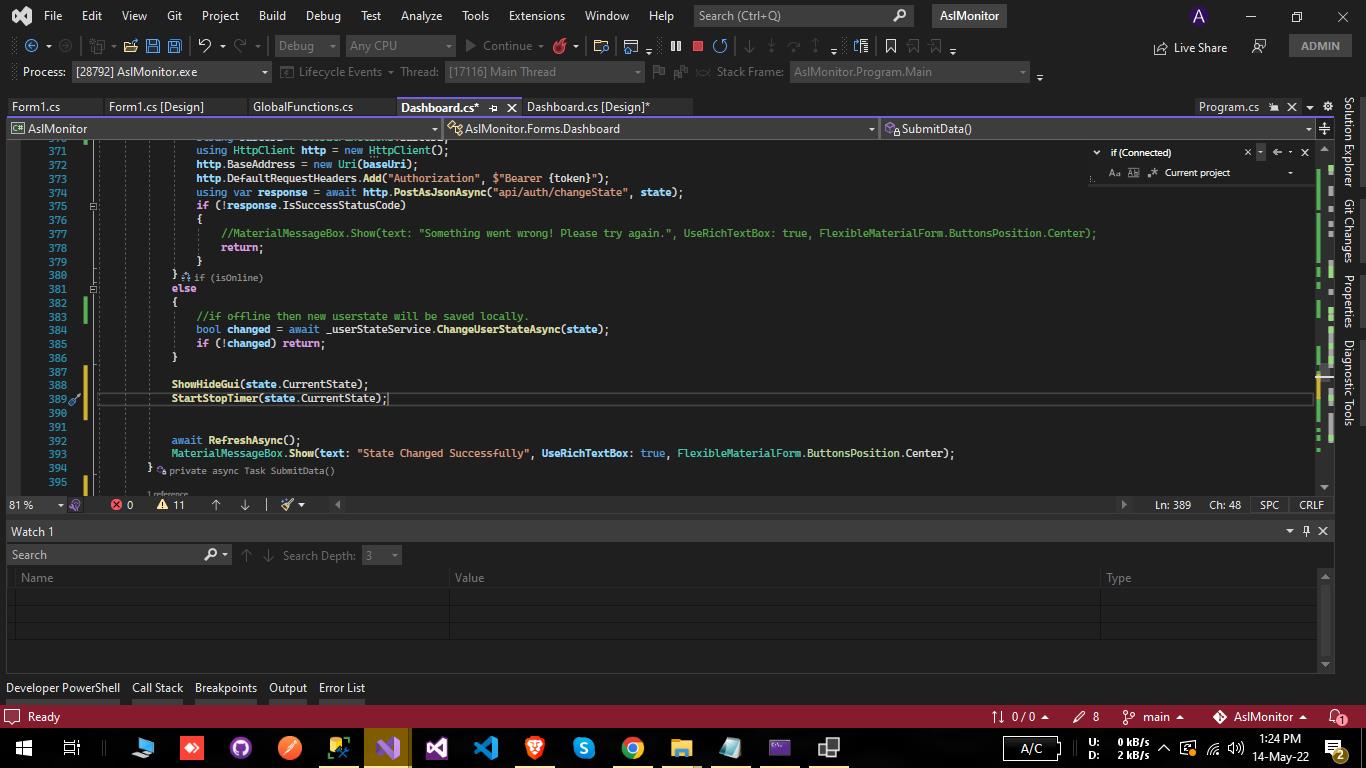 File Edit View Git Project Build Debug Test Analyze Tools Extensions Window Help Search (Ctrl+Q) AslMonitor A
Debug Any CPU Continue Live Share ADMIN
Process: [28792] AslMonitor.exe Lifecycle Events Thread: [17116] Main Thread Stack Frame: AslMonitor.Program.Main
Form1.cs Form1.cs [Design] GlobalFunctions.cs Dashboard.cs* Dashboard.cs [Design]* Program.cs
C# AslMonitor AslMonitor.Forms.Dashboard SubmitData()
371 using HttpClient http = new HttpClient();
372 http.BaseAddress = new Uri(baseUri);
373 http.DefaultRequestHeaders.Add("Authorization", $"Bearer {token}");
374 using var response = await http.PostAsJsonAsync("api/auth/changeState", state);
375 if (!response.IsSuccessStatusCode)
376 {
377 //MaterialMessageBox.Show(text: "Something went wrong! Please try again.", UseRichTextBox: true, FlexibleMaterialForm.ButtonsPosition.Center);
378 return;
379 }
380 } if (isOnline)
381 else
382 {
383 //if offline then new userstate will be saved locally.
384 bool changed = await _userStateService.ChangeUserStateAsync(state);
385 if (!changed) return;
386 }
387
388 ShowHideGui(state.CurrentState);
389 StartStopTimer(state.CurrentState);
390
391
392 await RefreshAsync();
393 MaterialMessageBox.Show(text: "State Changed Successfully", UseRichTextBox: true, FlexibleMaterialForm.ButtonsPosition.Center);
394 } private async Task SubmitData()
395
1 reference
if (Connected)
Aa Current project
Solution Explorer
Git Changes
Properties
Diagnostic Tools
81 % 0 11 Ln: 389 Ch: 48 SPC CRLF
Watch 1
Search Search Depth: 3
Name Value Type
Developer PowerShell Call Stack Breakpoints Output Error List
Ready 0 / 0 8 main AslMonitor 1
A/C U: 0 kB/s 1:24 PM
D: 2 kB/s 14-May-22 2